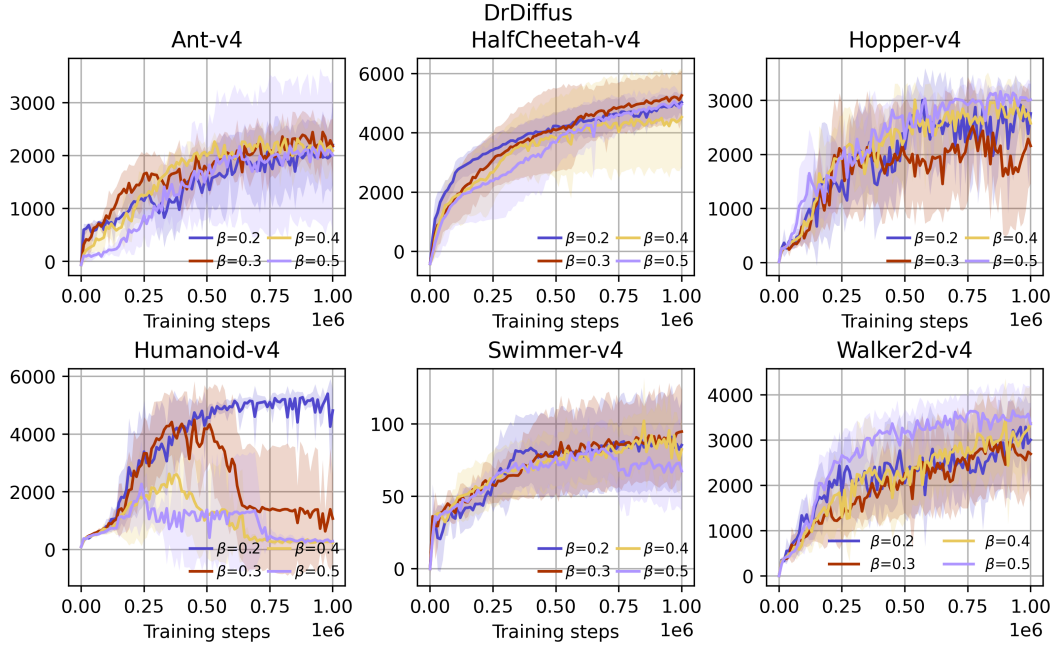 DrDiffus
Ant-v4
HalfCheetah-v4
Hopper-v4
3000
2000
1000
0
β=0.2
β=0.4
β=0.3
β=0.5
0.00 0.25 0.50 0.75 1.00
Training steps
1e6
6000
4000
2000
0
β=0.2
β=0.4
β=0.3
β=0.5
0.00 0.25 0.50 0.75 1.00
Training steps
1e6
3000
2000
1000
0
β=0.2
β=0.4
β=0.3
β=0.5
0.00 0.25 0.50 0.75 1.00
Training steps
1e6
Humanoid-v4
Swimmer-v4
Walker2d-v4
6000
4000
2000
0
β=0.2
β=0.4
β=0.3
β=0.5
0.00 0.25 0.50 0.75 1.00
Training steps
1e6
100
50
0
β=0.2
β=0.4
β=0.3
β=0.5
0.00 0.25 0.50 0.75 1.00
Training steps
1e6
4000
3000
2000
1000
0
β=0.2
β=0.4
β=0.3
β=0.5
0.00 0.25 0.50 0.75 1.00
Training steps
1e6